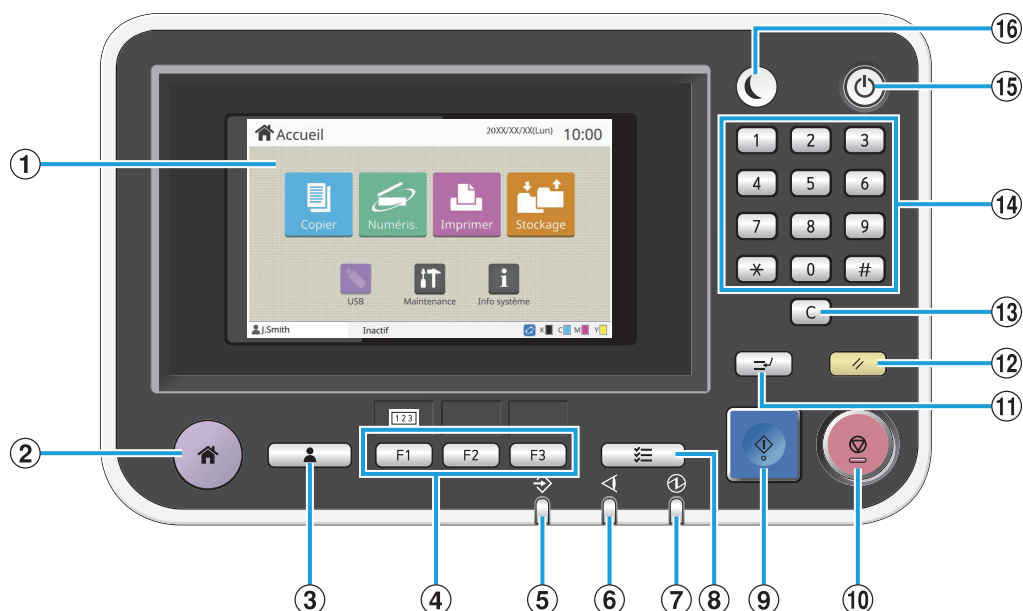 16
15
Accueil 20XX/XX/XX(Lun) 10:00
1 2 3
1
4 5 6
14
Copier Numéris. Imprimer Stockage
7 8 9
* 0 #
USB Maintenance Info système
C
13
J.Smith Inactif K C M Y
12
11
123
2
F1 F2 F3
3 4 5 6 7 8 9 10